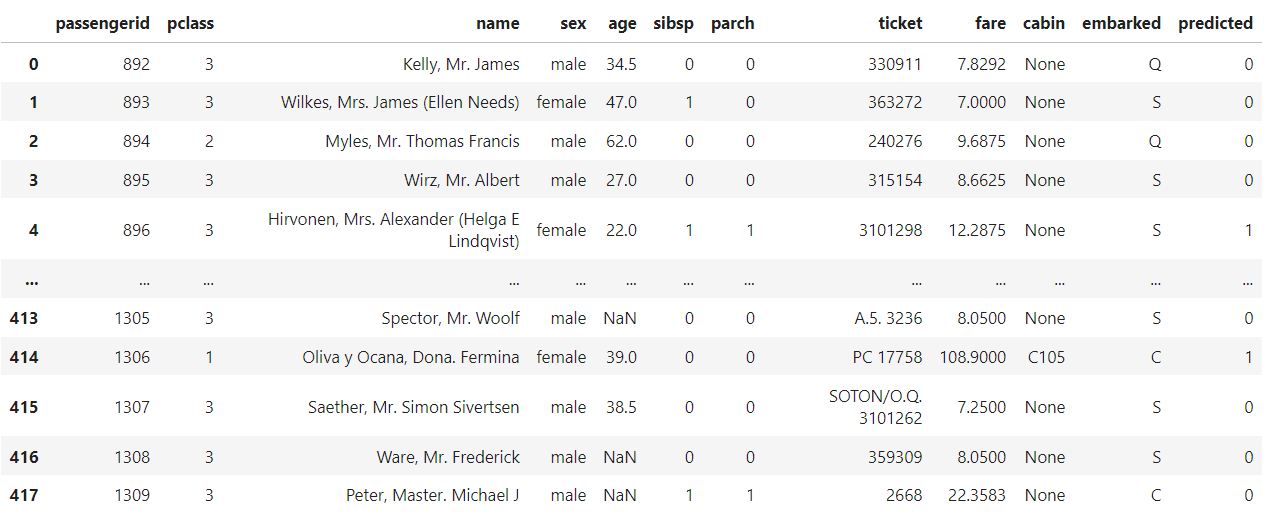 passengerid pclass name sex age sibsp parch ticket fare cabin embarked predicted
0 892 3 Kelly, Mr. James male 34.5 0 0 330911 7.8292 None Q 0
1 893 3 Wilkes, Mrs. James (Ellen Needs) female 47.0 1 0 363272 7.0000 None S 0
2 894 2 Myles, Mr. Thomas Francis male 62.0 0 0 240276 9.6875 None Q 0
3 895 3 Wirz, Mr. Albert male 27.0 0 0 315154 8.6625 None S 0
4 896 3 Hirvonen, Mrs. Alexander (Helga E
Lindqvist) female 22.0 1 1 3101298 12.2875 None S 1
... ... ... ... ... ... ... ... ... ... ... ... ...
413 1305 3 Spector, Mr. Woolf male NaN 0 0 A.5. 3236 8.0500 None S 0
414 1306 1 Oliva y Ocana, Dona. Fermina female 39.0 0 0 PC 17758 108.9000 C105 C 1
415 1307 3 Saether, Mr. Simon Sivertsen male 38.5 0 0 SOTON/O.Q.
3101262 7.2500 None S 0
416 1308 3 Ware, Mr. Frederick male NaN 0 0 359309 8.0500 None S 0
417 1309 3 Peter, Master. Michael J male NaN 1 1 2668 22.3583 None C 0